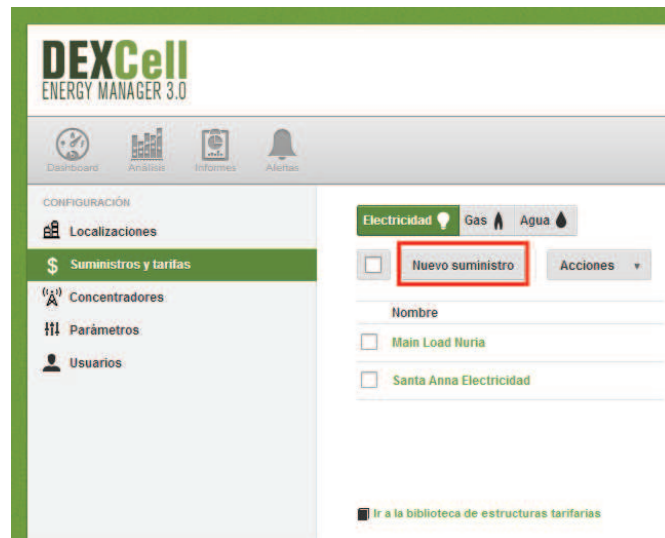 DEXCell
ENERGY MANAGER 3.0
Dashboard Análisis Informes Alertas
CONFIGURACIÓN
Localizaciones
Suministros y tarifas
Concentradores
Parámetros
Usuarios
Electricidad Gas Agua
Nuevo suministro Acciones
Nombre
Main Load Nuria
Santa Anna Electricidad
Ir a la biblioteca de estructuras tarifarias